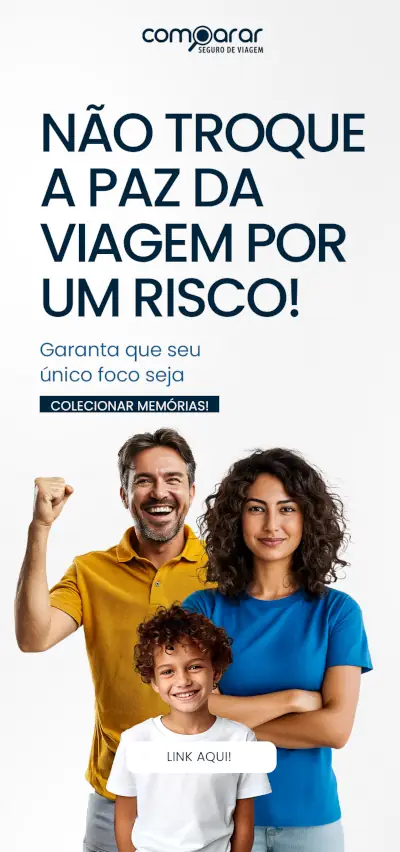 comparar
SEGURO DE VIAGEM
NÃO TROQUE
A PAZ DA
VIAGEM POR
UM RISCO!
Garanta que seu
único foco seja
COLECIONAR MEMÓRIAS!
LINK AQUI!